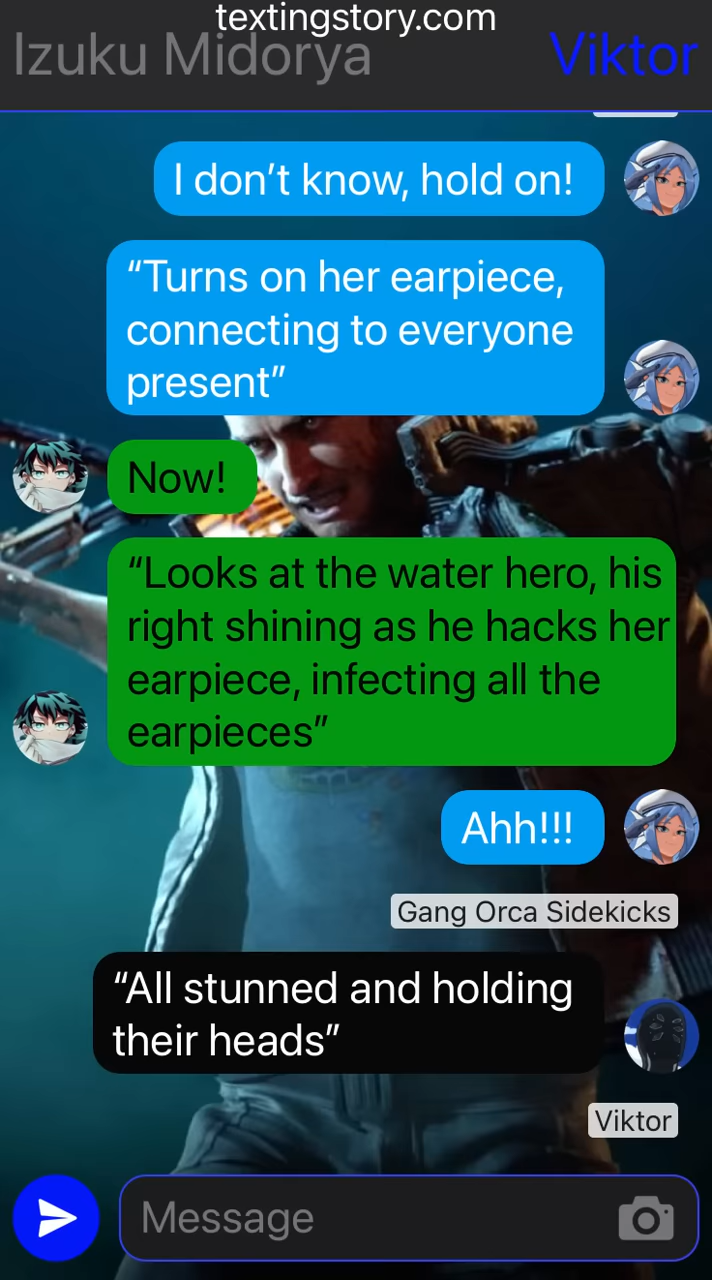 textingstory.com
Izuku Midorya
Viktor
I don’t know, hold on!
“Turns on her earpiece,
connecting to everyone
present”
Now!
“Looks at the water hero, his
right shining as he hacks her
earpiece, infecting all the
earpieces”
Ahh!!!
Gang Orca Sidekicks
“All stunned and holding
their heads”
Viktor
Message